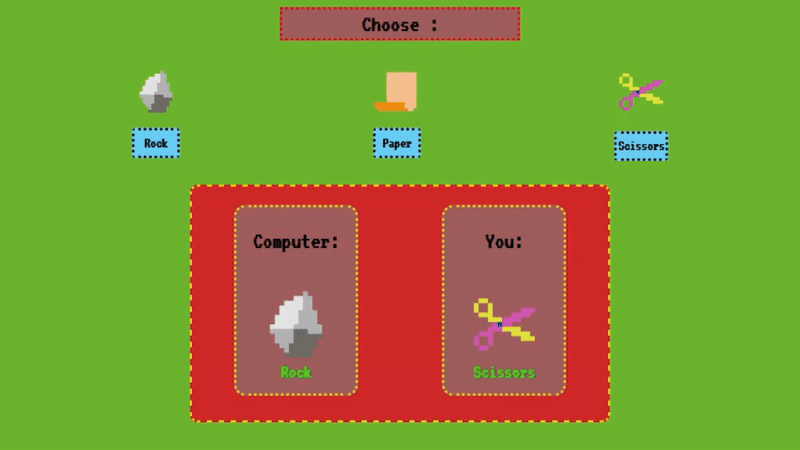 Choose :
Rock
Paper
Scissors
Computer:
You:
Rock
Scissors